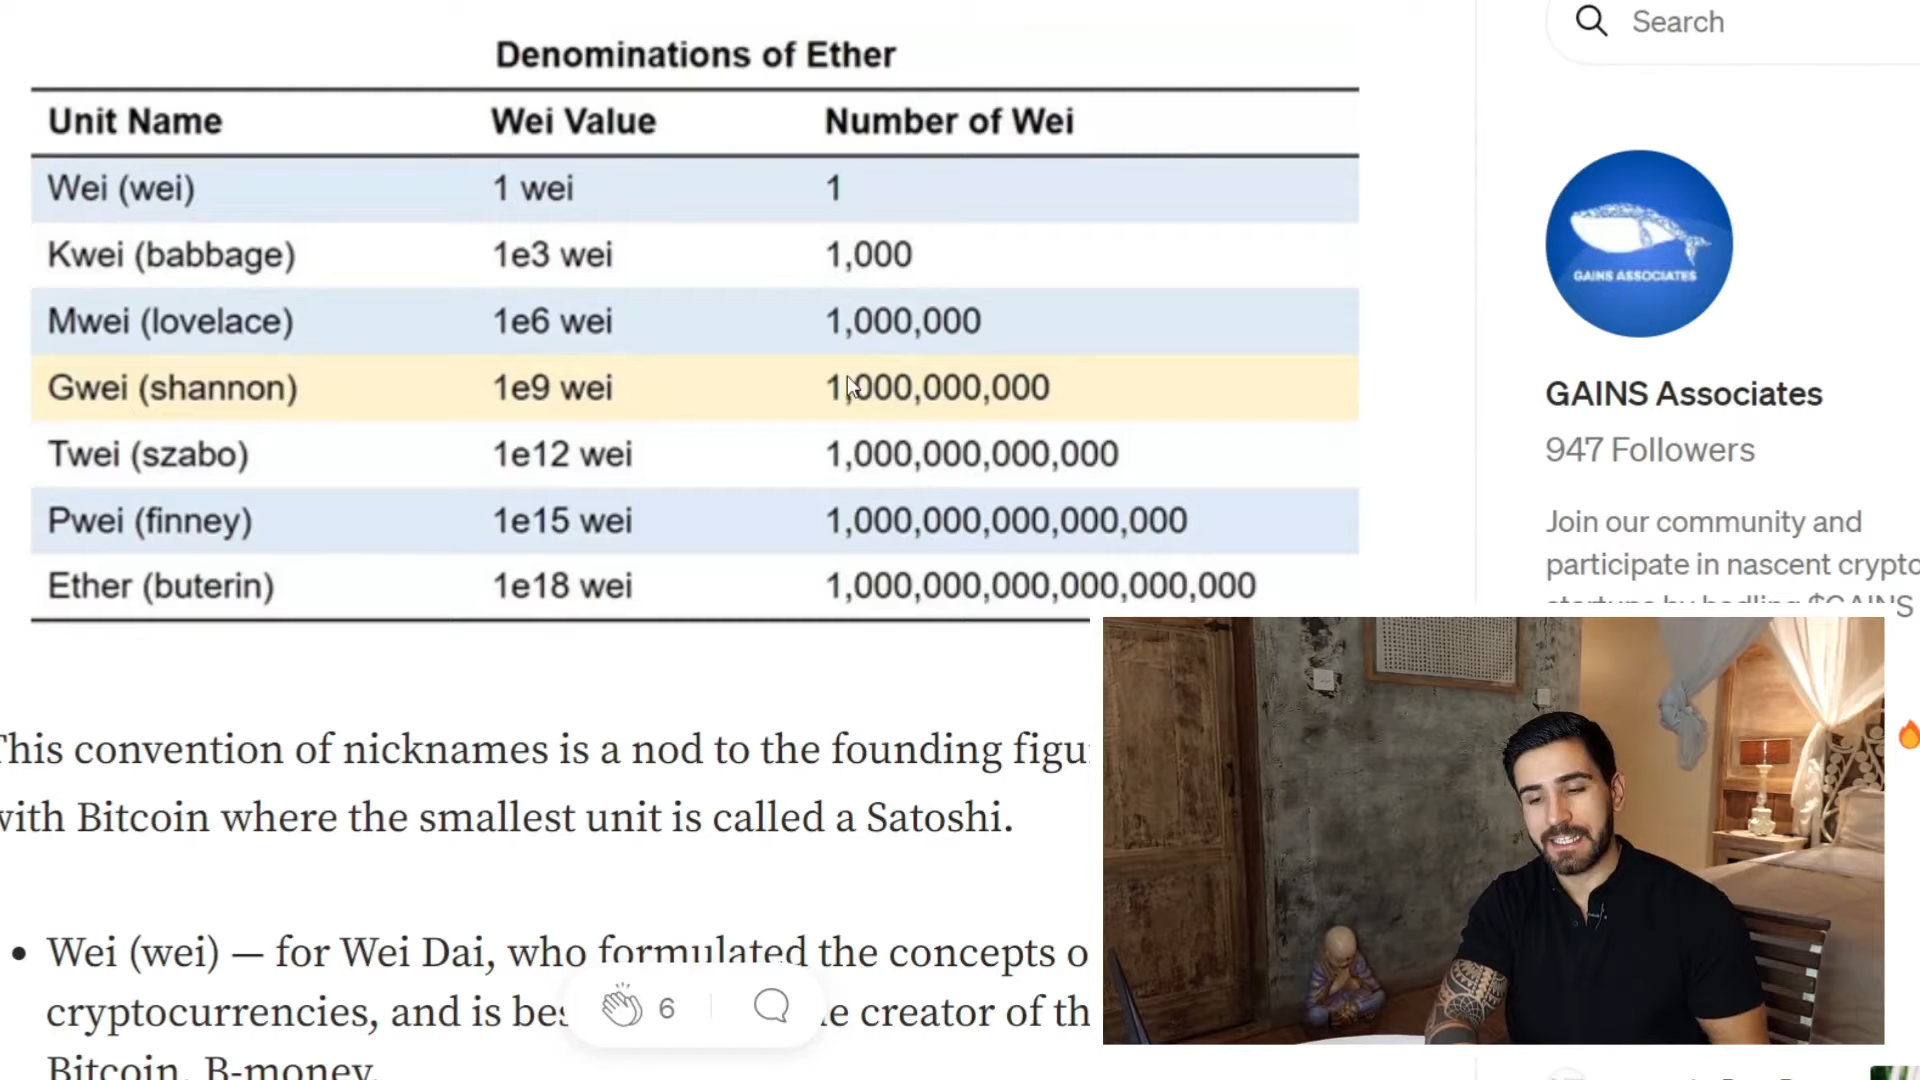 Search
Denominations of Ether
Unit Name Wei Value Number of Wei
Wei (wei) 1 wei 1
Kwei (babbage) 1e3 wei 1,000
Mwei (lovelace) 1e6 wei 1,000,000
Gwei (shannon) 1e9 wei 1,000,000,000
Twei (szabo) 1e12 wei 1,000,000,000,000
Pwei (finney) 1e15 wei 1,000,000,000,000,000
Ether (buterin) 1e18 wei 1,000,000,000,000,000,000
GAINS ASSOCIATES
GAINS Associates
947 Followers
Join our community and
participate in nascent crypto
This convention of nicknames is a nod to the founding
with Bitcoin where the smallest unit is called a Satoshi.
• Wei (wei) — for Wei Dai, who formulated the concepts
cryptocurrencies, and is creator of
Bitcoin, B-money.
6